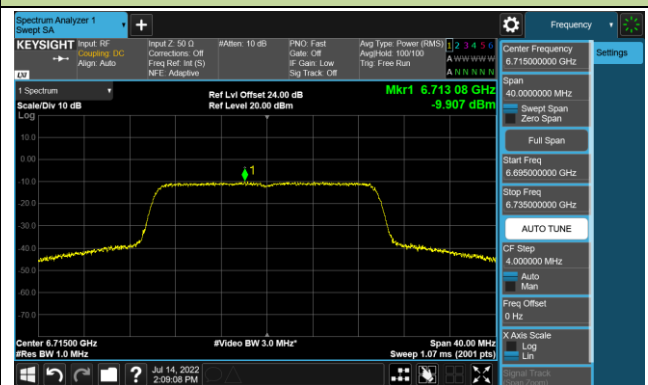 Spectrum Analyzer 1
Swept SA
+
Frequency
KEYSIGHT
Input: RF
Coupling: DC
Align: Auto
Input Z: 50 Ω
Corrections: Off
Freq Ref: Int (S)
NFE: Adaptive
#Atten: 10 dB
PNO: Fast
Gate: Off
IF Gain: Low
Sig Track: Off
Avg Type: Power (RMS)
Avg|Hold: 100/100
Trig: Free Run
1 2 3 4 5 6
A W W W W W
A N N N N N
LXI
1 Spectrum
Scale/Div 10 dB
Log
Ref Lvl Offset 24.00 dB
Ref Level 20.00 dBm
Mkr1 6.713 08 GHz
-9.907 dBm
10.0
0.00
-10.0
-20.0
-30.0
-40.0
-50.0
-60.0
-70.0
1
Center 6.71500 GHz
#Res BW 1.0 MHz
#Video BW 3.0 MHz*
Span 40.00 MHz
Sweep 1.07 ms (2001 pts)
?
Jul 14, 2022
2:09:08 PM
Center Frequency
6.715000000 GHz
Settings
Span
40.0000000 MHz
Swept Span
Zero Span
Full Span
Start Freq
6.695000000 GHz
Stop Freq
6.735000000 GHz
AUTO TUNE
CF Step
4.000000 MHz
Auto
Man
Freq Offset
0 Hz
X Axis Scale
Log
Lin
Signal Track
(Span Zoom)